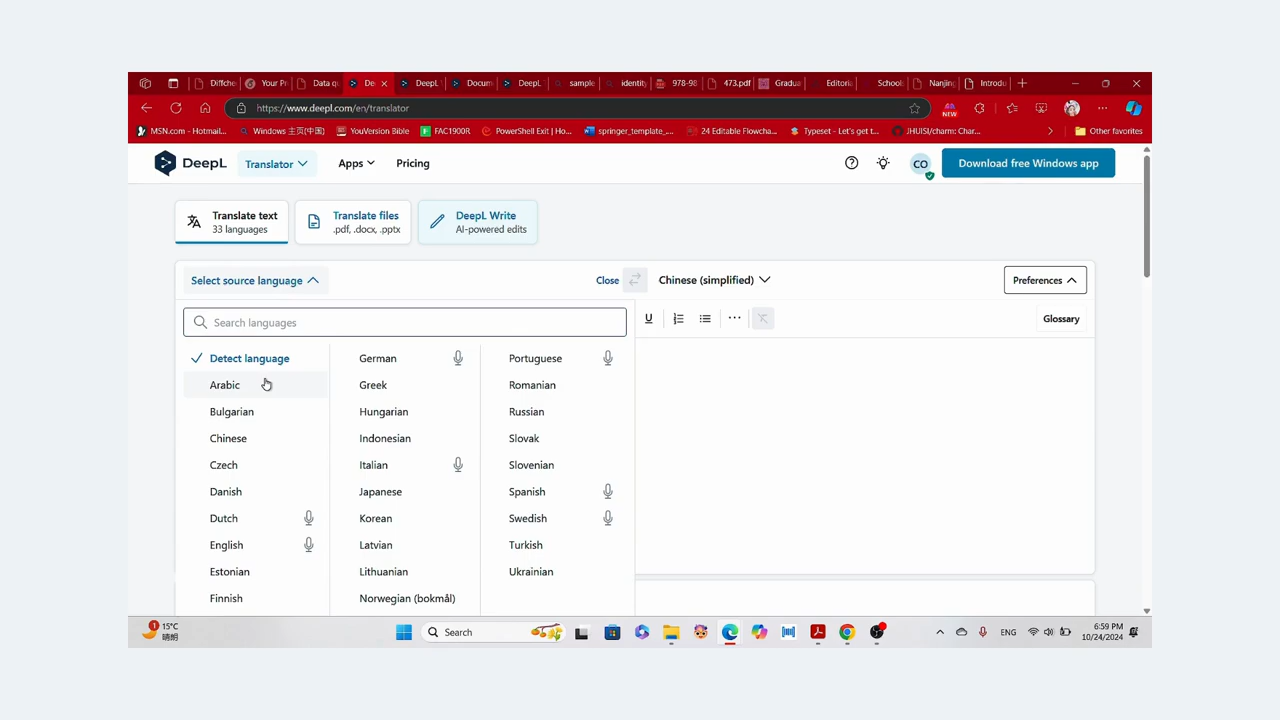 Diffche Your Pr Data qu De DeepL Docum DeepL sample identity 978-98 473.pdf Gradua Editoria School Nanjing Introdu
https://www.deepl.com/en/translator NEW
MSN.com - Hotmail... Windows 主页(中国) YouVersion Bible FAC1900R PowerShell Exit | Ho... springer_template_... 24 Editable Flowcha... Typeset - Let's get t... JHUISI/charm: Char... Other favorites
DeepL Translator Apps Pricing CO Download free Windows app
Translate text
33 languages
Translate files
.pdf, .docx, .pptx
DeepL Write
AI-powered edits
Select source language Close Chinese (simplified) Preferences
Search languages U Glossary
Detect language German Portuguese
Arabic Greek Romanian
Bulgarian Hungarian Russian
Chinese Indonesian Slovak
Czech Italian Slovenian
Danish Japanese Spanish
Dutch Korean Swedish
English Latvian Turkish
Estonian Lithuanian Ukrainian
Finnish Norwegian (bokmål)
1 15°C
晴朗
Search ENG
6:59 PM
10/24/2024